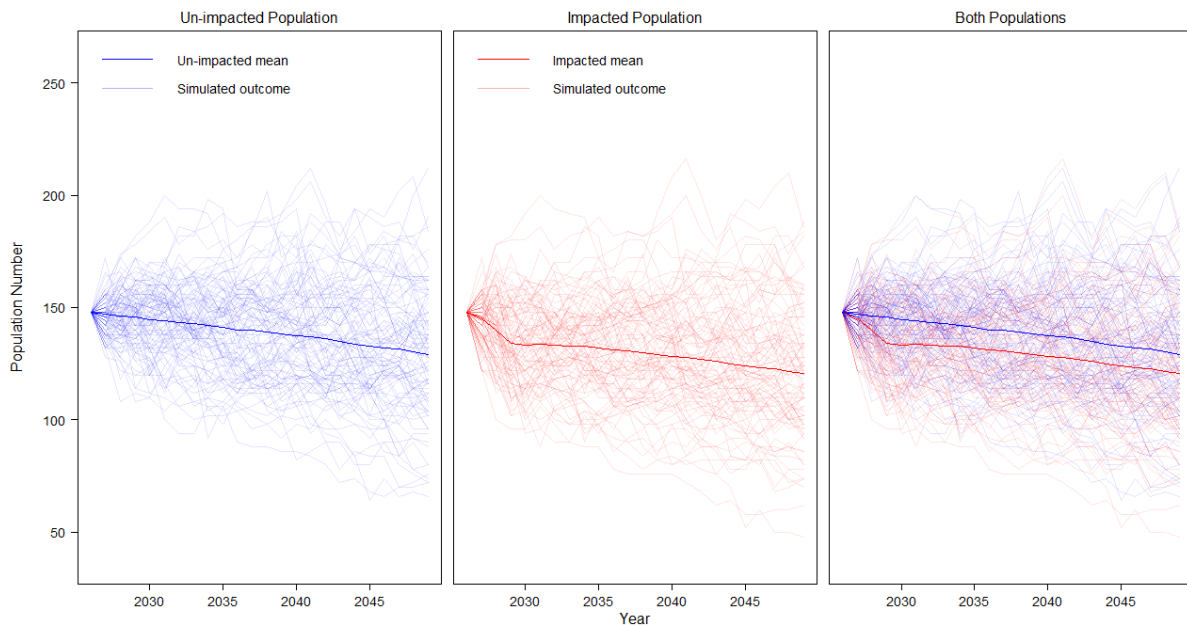 Un-impacted Population
Impacted Population
Both Populations
Un-impacted mean
Simulated outcome
Impacted mean
Simulated outcome
250
200
150
100
50
Population Number
2030 2035 2040 2045
2030 2035 2040 2045
2030 2035 2040 2045
Year